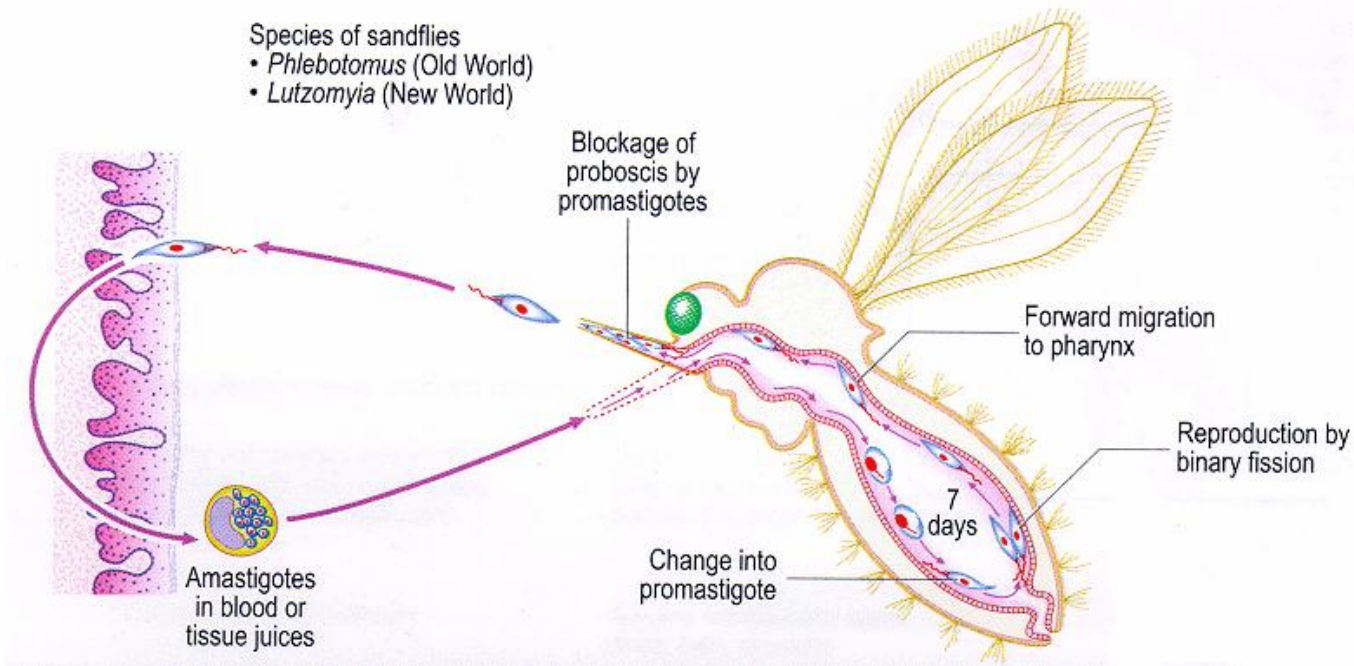 Species of sandflies
• Phlebotomus (Old World)
• Lutzomyia (New World)
Blockage of
proboscis by
promastigotes
Forward migration
to pharynx
Reproduction by
binary fission
7
days
Change into
promastigote
Amastigotes
in blood or
tissue juices